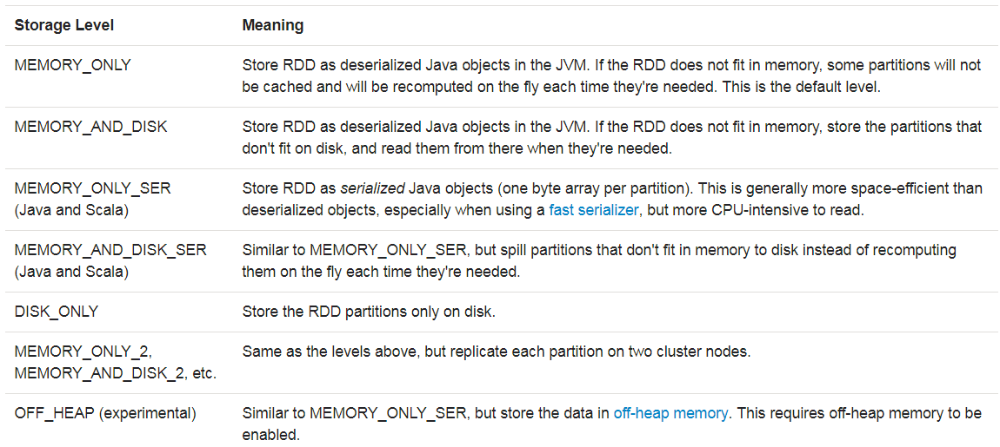 Storage Level Meaning
MEMORY_ONLY Store RDD as deserialized Java objects in the JVM. If the RDD does not fit in memory, some partitions will not
be cached and will be recomputed on the fly each time they're needed. This is the default level.
MEMORY_AND_DISK Store RDD as deserialized Java objects in the JVM. If the RDD does not fit in memory, store the partitions that
don't fit on disk, and read them from there when they're needed.
MEMORY_ONLY_SER Store RDD as serialized Java objects (one byte array per partition). This is generally more space-efficient than
(Java and Scala) deserialized objects, especially when using a fast serializer, but more CPU-intensive to read.
MEMORY_AND_DISK_SER Similar to MEMORY_ONLY_SER, but spill partitions that don't fit in memory to disk instead of recomputing
(Java and Scala) them on the fly each time they're needed.
DISK_ONLY Store the RDD partitions only on disk.
MEMORY_ONLY_2, Same as the levels above, but replicate each partition on two cluster nodes.
MEMORY_AND_DISK_2, etc.
OFF_HEAP (experimental) Similar to MEMORY_ONLY_SER, but store the data in off-heap memory. This requires off-heap memory to be
enabled.